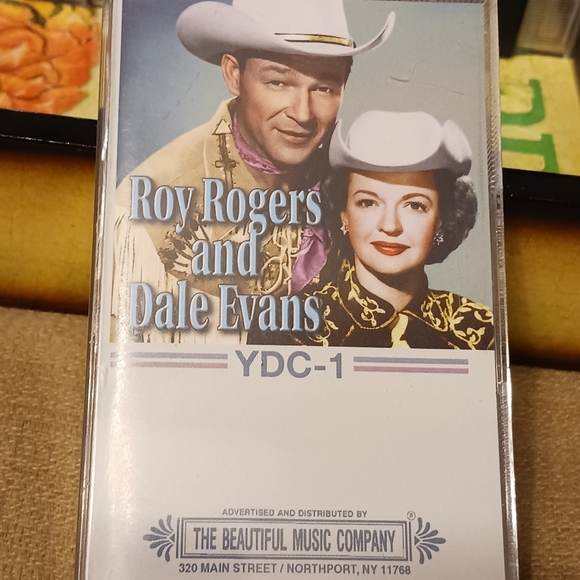 Roy Rogers
and
Dale Evans
YDC-1
ADVERTISED AND DISTRIBUTED BY
THE BEAUTIFUL MUSIC COMPANY ®
320 MAIN STREET / NORTHPORT, NY 11768